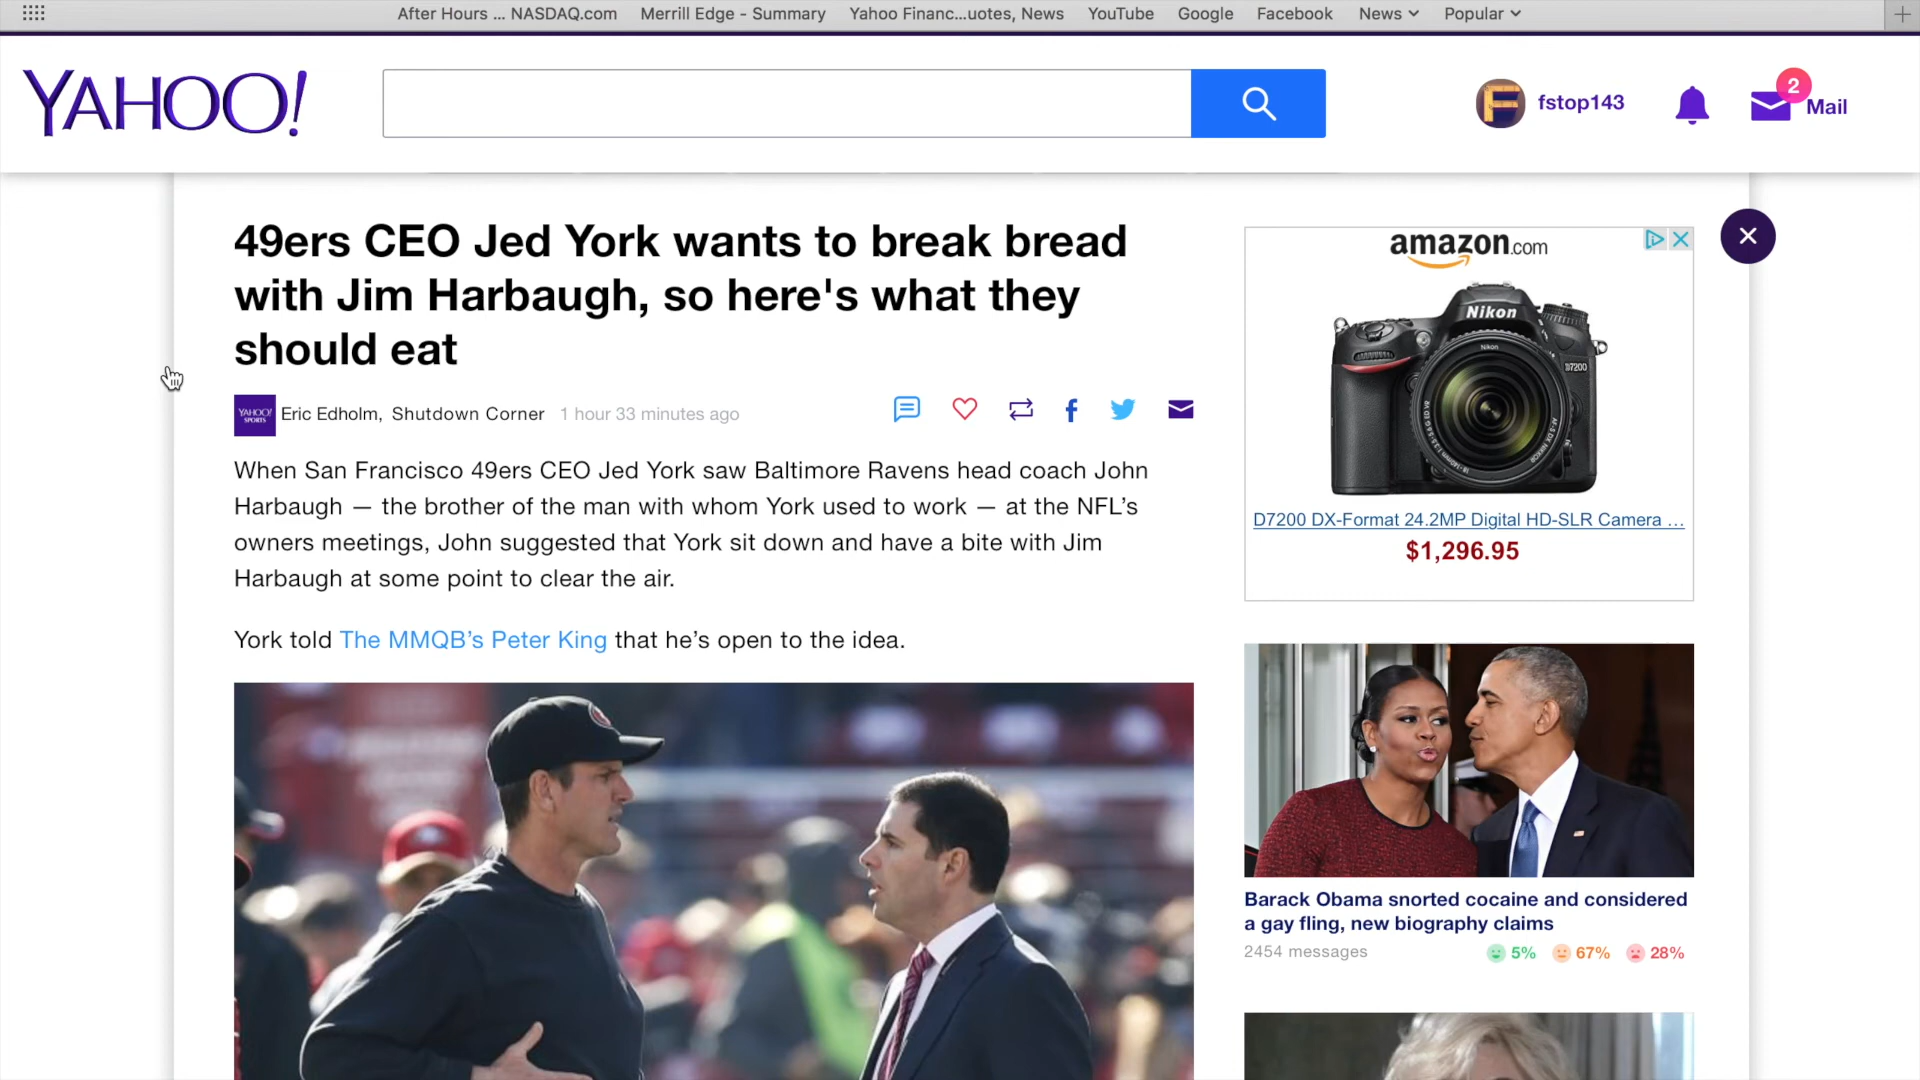 After Hours ... NASDAQ.com Merrill Edge - Summary Yahoo Financ...uotes, News YouTube Google Facebook News Popular
YAHOO!
fstop143
2
Mail
49ers CEO Jed York wants to break bread
with Jim Harbaugh, so here's what they
should eat
YAHOO!
SPORTS
Eric Edholm, Shutdown Corner 1 hour 33 minutes ago
When San Francisco 49ers CEO Jed York saw Baltimore Ravens head coach John
Harbaugh — the brother of the man with whom York used to work — at the NFL’s
owners meetings, John suggested that York sit down and have a bite with Jim
Harbaugh at some point to clear the air.
York told The MMQB’s Peter King that he’s open to the idea.
amazon.com
Nikon
Nikon
D7200
D7200 DX-Format 24.2MP Digital HD-SLR Camera ...
$1,296.95
Barack Obama snorted cocaine and considered
a gay fling, new biography claims
2454 messages 5% 67% 28%